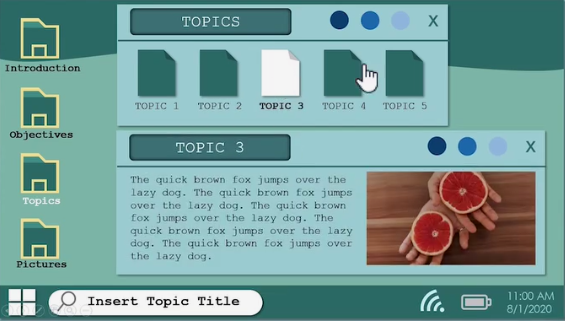 Introduction
Objectives
Topics
Pictures
TOPICS
X
TOPIC 1
TOPIC 2
TOPIC 3
TOPIC 4
TOPIC 5
TOPIC 3
X
The quick brown fox jumps over the
lazy dog. The quick brown fox jumps
over the lazy dog. The quick brown
fox jumps over the lazy dog. The
quick brown fox jumps over the lazy
dog. The quick brown fox jumps over
the lazy dog.
Insert Topic Title
11:00 AM
8/1/2020